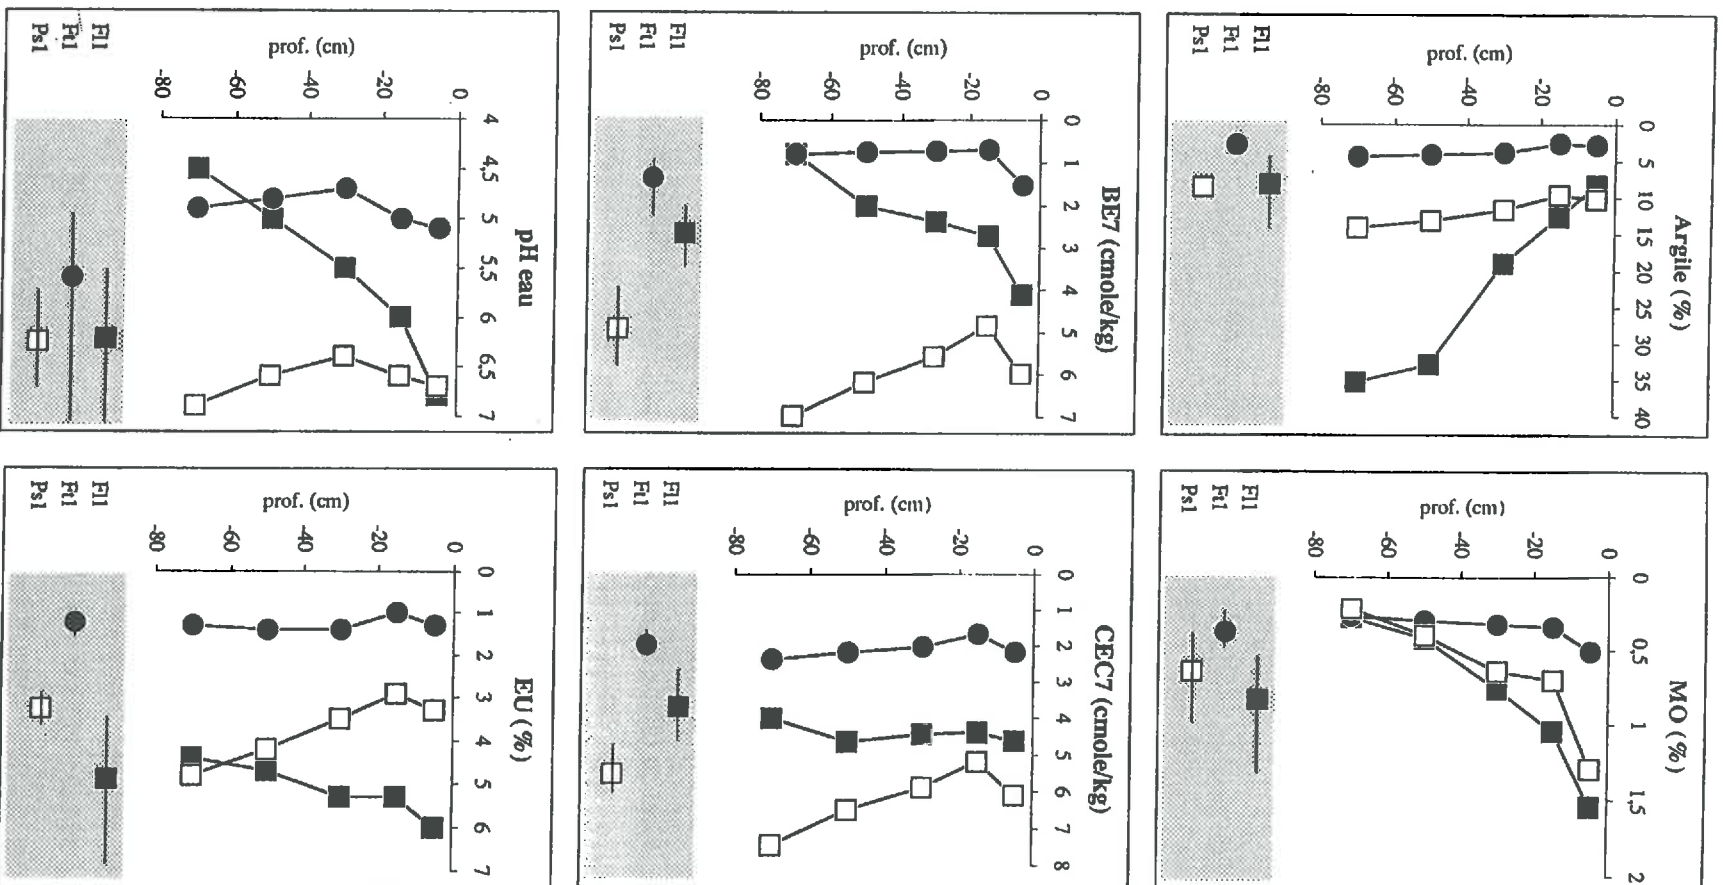 Argile (%)
0 5 10 15 20 25 30 35 40
0
-20
-40
-60
-80
prof. (cm)
Fl1
Ft1
Ps1
MO (%)
0 0,5 1 1,5 2
0
-20
-40
-60
-80
prof. (cm)
Fl1
Ft1
Ps1
BE7 (cmole/kg)
0 1 2 3 4 5 6 7
0
-20
-40
-60
-80
prof. (cm)
Fl1
Ft1
Ps1
CEC7 (cmole/kg)
0 1 2 3 4 5 6 7 8
0
-20
-40
-60
-80
prof. (cm)
Fl1
Ft1
Ps1
pH eau
4 4,5 5 5,5 6 6,5 7
0
-20
-40
-60
-80
prof. (cm)
Fl1
Ft1
Ps1
EU (%)
0 1 2 3 4 5 6 7
0
-20
-40
-60
-80
prof. (cm)
Fl1
Ft1
Ps1